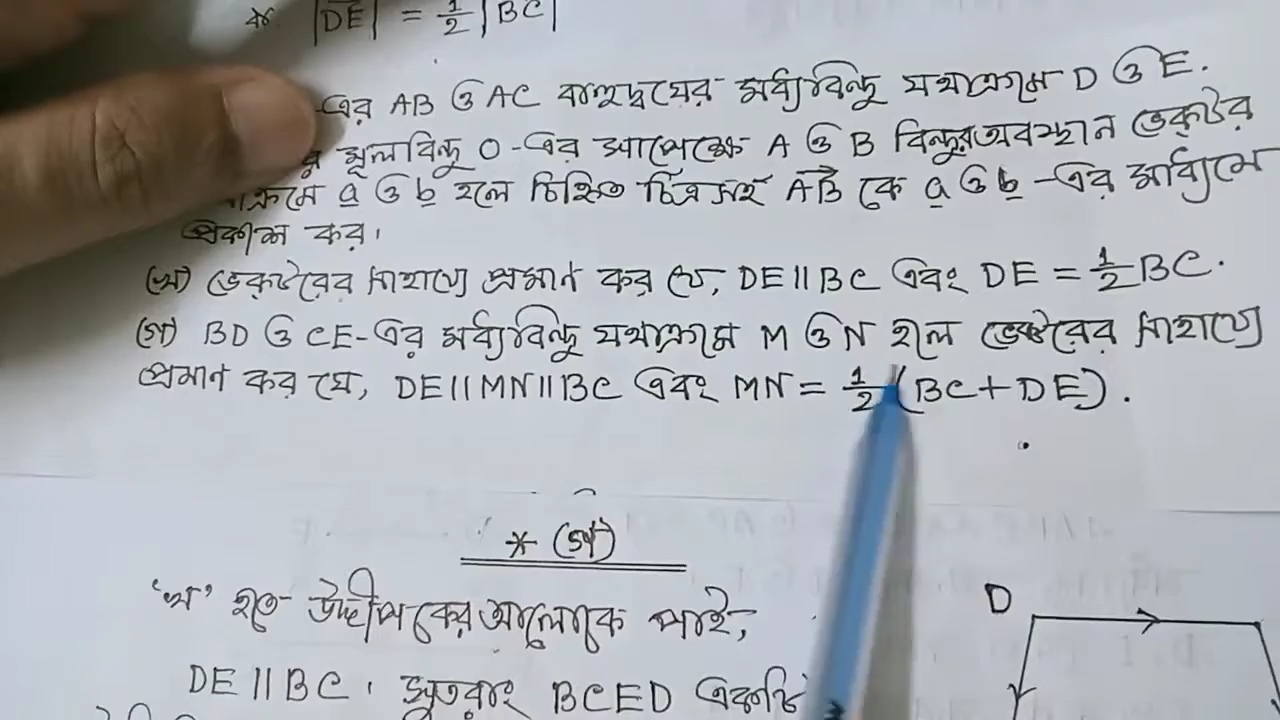 |DE| = 1/2 |BC|
-এর AB ও AC বাহুদ্বয়ের মধ্যবিন্দু যথাক্রমে D ও E.
মূলবিন্দু O-এর সাপেক্ষে A ও B বিন্দুর অবস্থান ভেক্টর
a ও b হলে চিহ্নিত চিত্রসহ AB কে a ও b -এর মাধ্যমে
প্রকাশ কর।
(খ) ভেক্টরের সাহায্যে প্রমাণ কর যে, DE || BC এবং DE = 1/2 BC.
(গ) BD ও CE-এর মধ্যবিন্দু যথাক্রমে M ও N হলে ভেক্টরের সাহায্যে
প্রমাণ কর যে, DE || MN || BC এবং MN = 1/2 (BC + DE).
* (গ)
'খ' হতে উদ্দীপকের আলোকে পাই,
D
DE || BC. সুতরাং BCED একটি